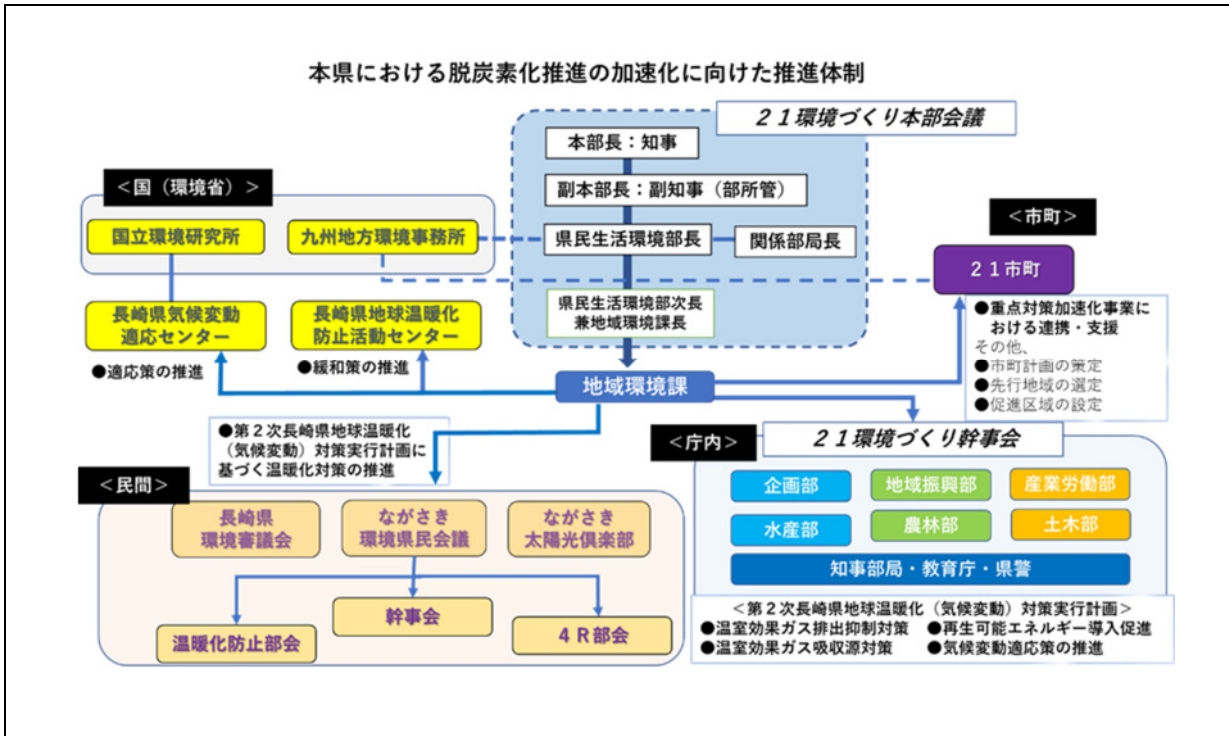 本県における脱炭素化推進の加速化に向けた推進体制
２１環境づくり本部会議
本部長：知事
副本部長：副知事（部所管）
県民生活環境部長
関係部局長
県民生活環境部次長
兼地域環境課長
地域環境課
＜国（環境省）＞
国立環境研究所
九州地方環境事務所
長崎県気候変動
適応センター
●適応策の推進
長崎県地球温暖化
防止活動センター
●緩和策の推進
＜市町＞
２１市町
●重点対策加速化事業に
おける連携・支援
その他、
●市町計画の策定
●先行地域の選定
●促進区域の設定
●第２次長崎県地球温暖化
（気候変動）対策実行計画に
基づく温暖化対策の推進
＜民間＞
長崎県
環境審議会
ながさき
環境県民会議
ながさき
太陽光倶楽部
温暖化防止部会
幹事会
４Ｒ部会
＜庁内＞
２１環境づくり幹事会
企画部
地域振興部
産業労働部
水産部
農林部
土木部
知事部局・教育庁・県警
＜第２次長崎県地球温暖化（気候変動）対策実行計画＞
●温室効果ガス排出抑制対策　●再生可能エネルギー導入促進
●温室効果ガス吸収源対策　●気候変動適応策の推進